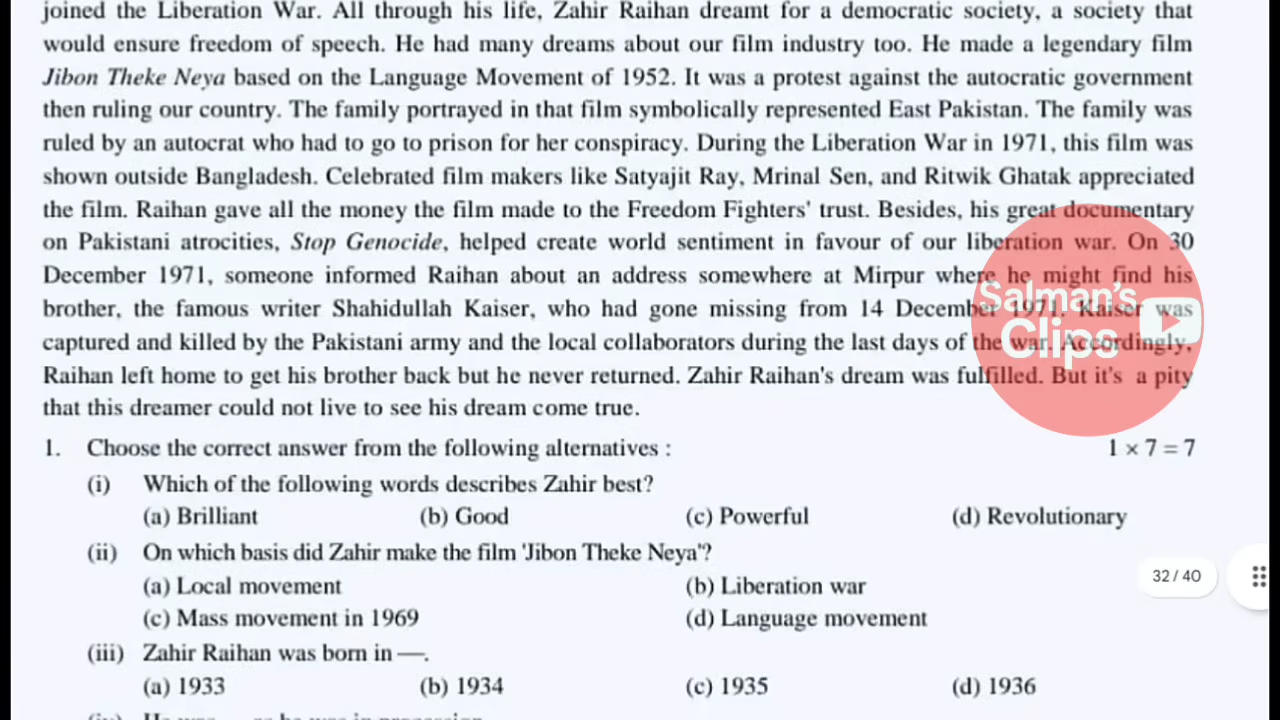 joined the Liberation War. All through his life, Zahir Raihan dreamt for a democratic society, a society that
would ensure freedom of speech. He had many dreams about our film industry too. He made a legendary film
Jibon Theke Neya based on the Language Movement of 1952. It was a protest against the autocratic government
then ruling our country. The family portrayed in that film symbolically represented East Pakistan. The family was
ruled by an autocrat who had to go to prison for her conspiracy. During the Liberation War in 1971, this film was
shown outside Bangladesh. Celebrated film makers like Satyajit Ray, Mrinal Sen, and Ritwik Ghatak appreciated
the film. Raihan gave all the money the film made to the Freedom Fighters' trust. Besides, his great documentary
on Pakistani atrocities, Stop Genocide, helped create world sentiment in favour of our liberation war. On 30
December 1971, someone informed Raihan about an address somewhere at Mirpur where he might find his
brother, the famous writer Shahidullah Kaiser, who had gone missing from 14 December 1971. Kaiser was
captured and killed by the Pakistani army and the local collaborators during the last days of the war. Accordingly,
Raihan left home to get his brother back but he never returned. Zahir Raihan's dream was fulfilled. But it's a pity
that this dreamer could not live to see his dream come true.
Salman's
Clips
1. Choose the correct answer from the following alternatives : 1 × 7 = 7
(i) Which of the following words describes Zahir best?
(a) Brilliant (b) Good (c) Powerful (d) Revolutionary
(ii) On which basis did Zahir make the film 'Jibon Theke Neya'?
(a) Local movement (b) Liberation war
32 / 40
(c) Mass movement in 1969 (d) Language movement
(iii) Zahir Raihan was born in —.
(a) 1933 (b) 1934 (c) 1935 (d) 1936
(iv) He was — as he was in procession